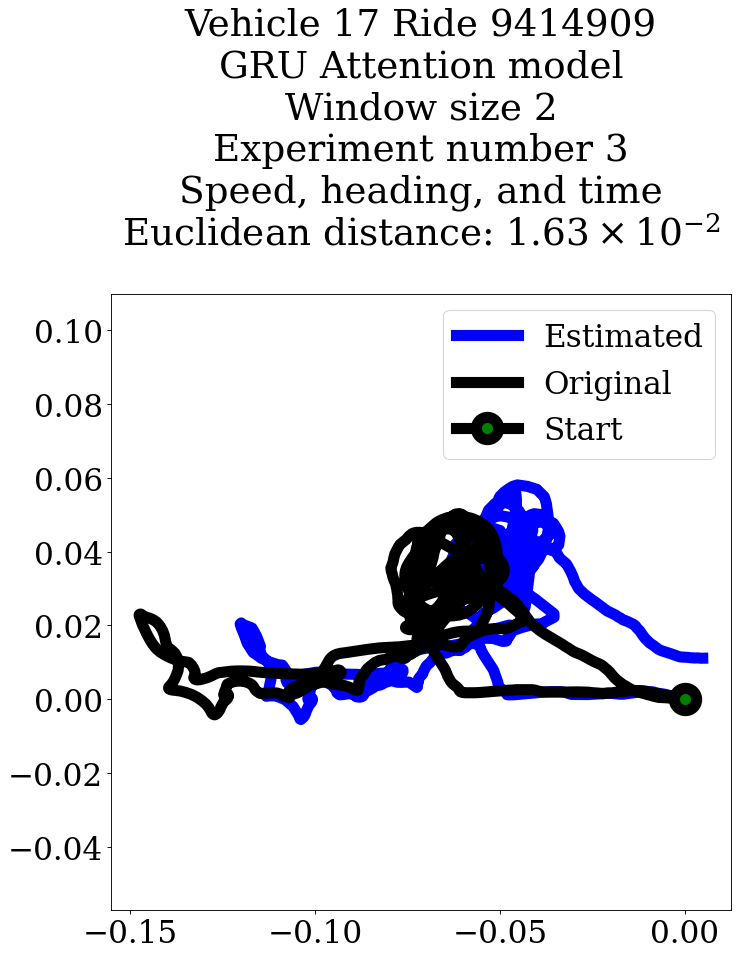 Vehicle 17 Ride 9414909
GRU Attention model
Window size 2
Experiment number 3
Speed, heading, and time
Euclidean distance: 1.63 × 10⁻²
Estimated
Original
Start
0.10
0.08
0.06
0.04
0.02
0.00
−0.02
−0.04
−0.15 −0.10 −0.05 0.00